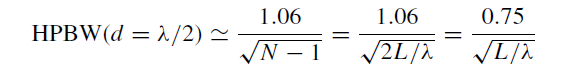 HPBW(d = λ/2) ≃ 1.06/√(N − 1) = 1.06/√(2L/λ) = 0.75/√(L/λ)